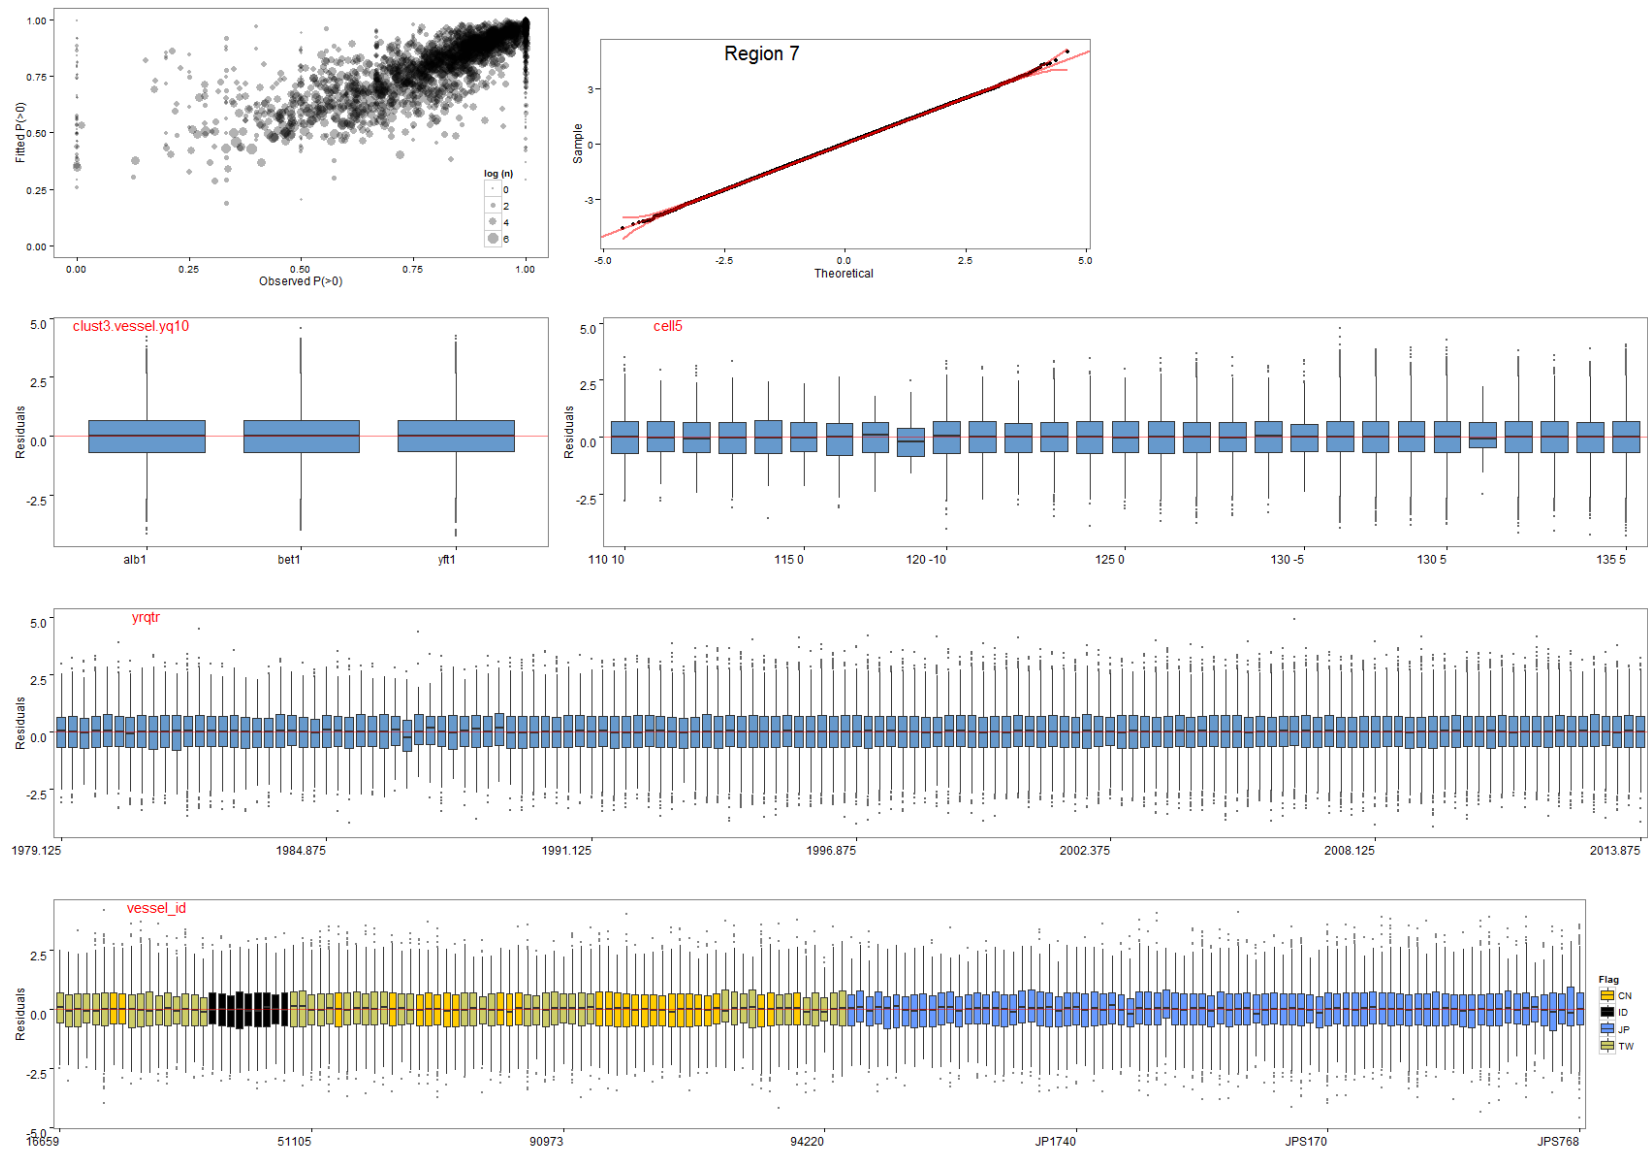 1.00
0.75
0.50
0.25
0.00
Fitted P(>0)
0.00 0.25 0.50 0.75 1.00
Observed P(>0)
log (n)
0
2
4
6
Region 7
3
0
-3
Sample
-5.0 -2.5 0.0 2.5 5.0
Theoretical
clust3.vessel.yq10
5.0
2.5
0.0
-2.5
Residuals
alb1 bet1 yft1
cell5
5.0
2.5
0.0
-2.5
Residuals
110 10 115 0 120 -10 125 0 130 -5 130 5 135 5
yrqtr
5.0
2.5
0.0
-2.5
Residuals
1979.125 1984.875 1991.125 1996.875 2002.375 2008.125 2013.875
vessel_id
2.5
0.0
-2.5
-5.0
Residuals
16659 51105 90973 94220 JP1740 JPS170 JPS768
Flag
CN
ID
JP
TW